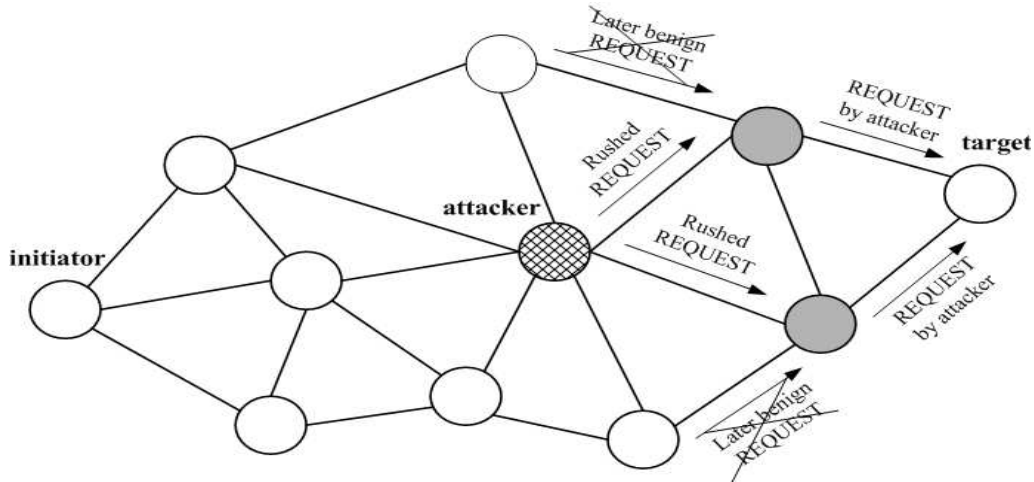 Later benign
REQUEST
REQUEST
by attacker
target
Rushed
REQUEST
attacker
Rushed
REQUEST
initiator
REQUEST
by attacker
Later benign
REQUEST